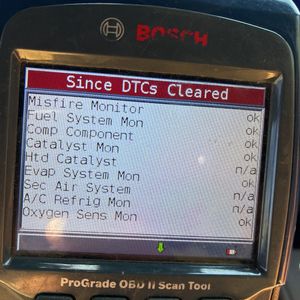 BOSCH
Since DTCs Cleared
Misfire Monitor ok
Fuel System Mon ok
Comp Component ok
Catalyst Mon ok
Htd Catalyst n/a
Evap System Mon ok
Sec Air System n/a
A/C Refrig Mon n/a
Oxygen Sens Mon ok
ProGrade OBD II Scan Tool